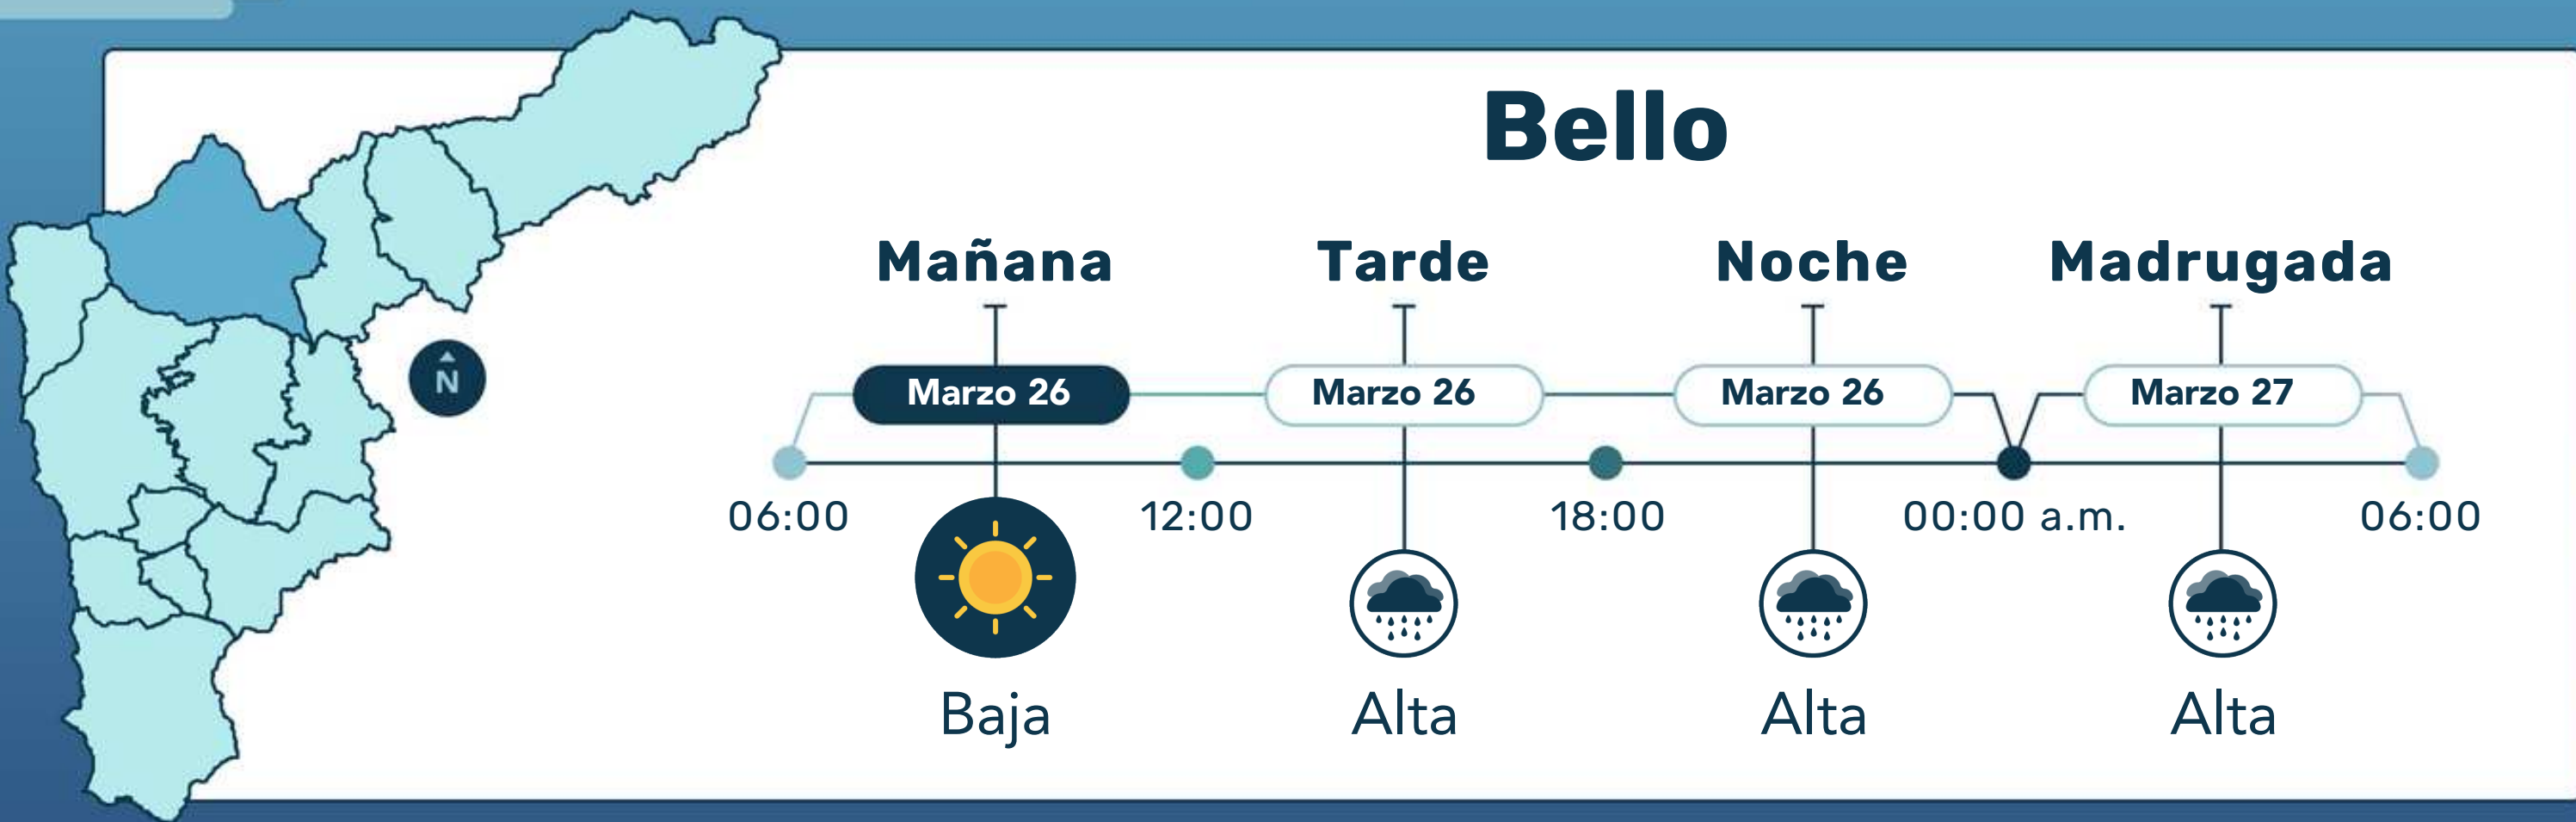 Bello
Mañana Tarde Noche Madrugada
N
Marzo 26 Marzo 26 Marzo 26 Marzo 27
06:00 12:00 18:00 00:00 a.m. 06:00
Baja Alta Alta Alta